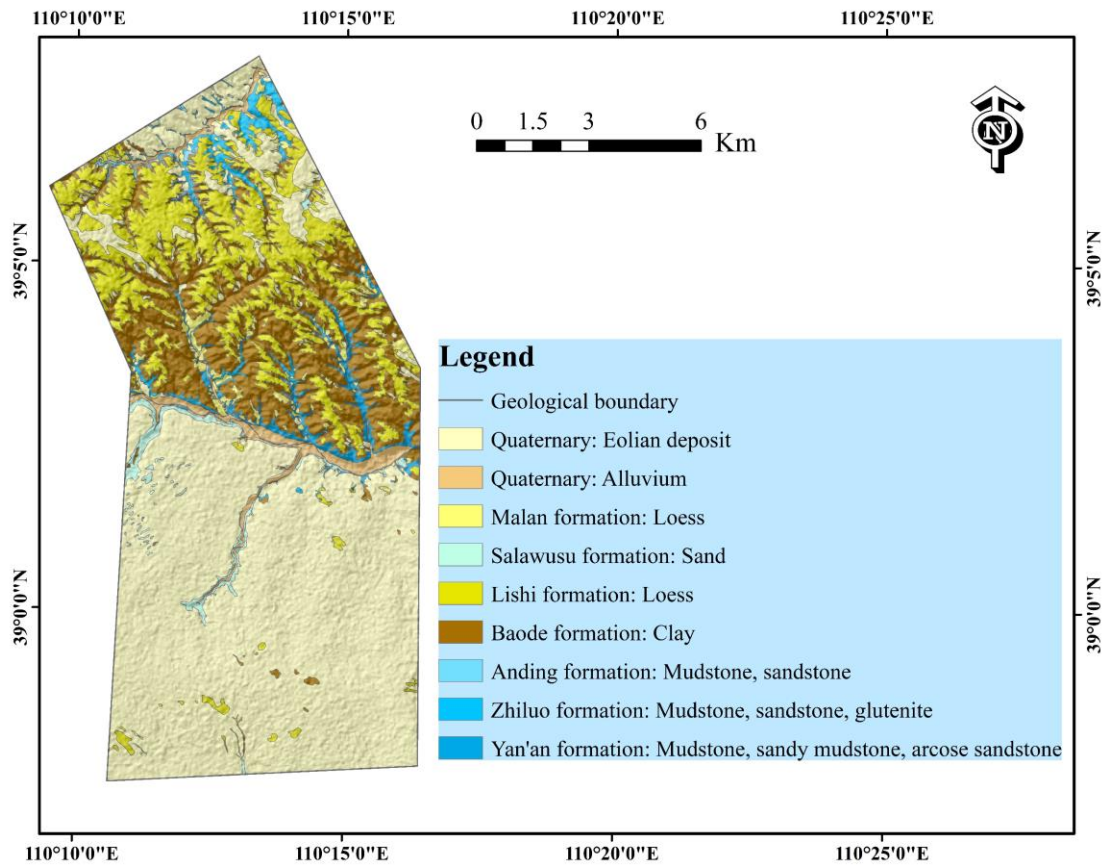 110°10'0"E 110°15'0"E 110°20'0"E 110°25'0"E
0 1.5 3 6
Km
N
39°5'0"N 39°5'0"N
Legend
Geological boundary
Quaternary: Eolian deposit
Quaternary: Alluvium
Malan formation: Loess
Salawusu formation: Sand
39°0'0"N 39°0'0"N
Lishi formation: Loess
Baode formation: Clay
Anding formation: Mudstone, sandstone
Zhiluo formation: Mudstone, sandstone, glutenite
Yan'an formation: Mudstone, sandy mudstone, arcose sandstone
110°10'0"E 110°15'0"E 110°20'0"E 110°25'0"E